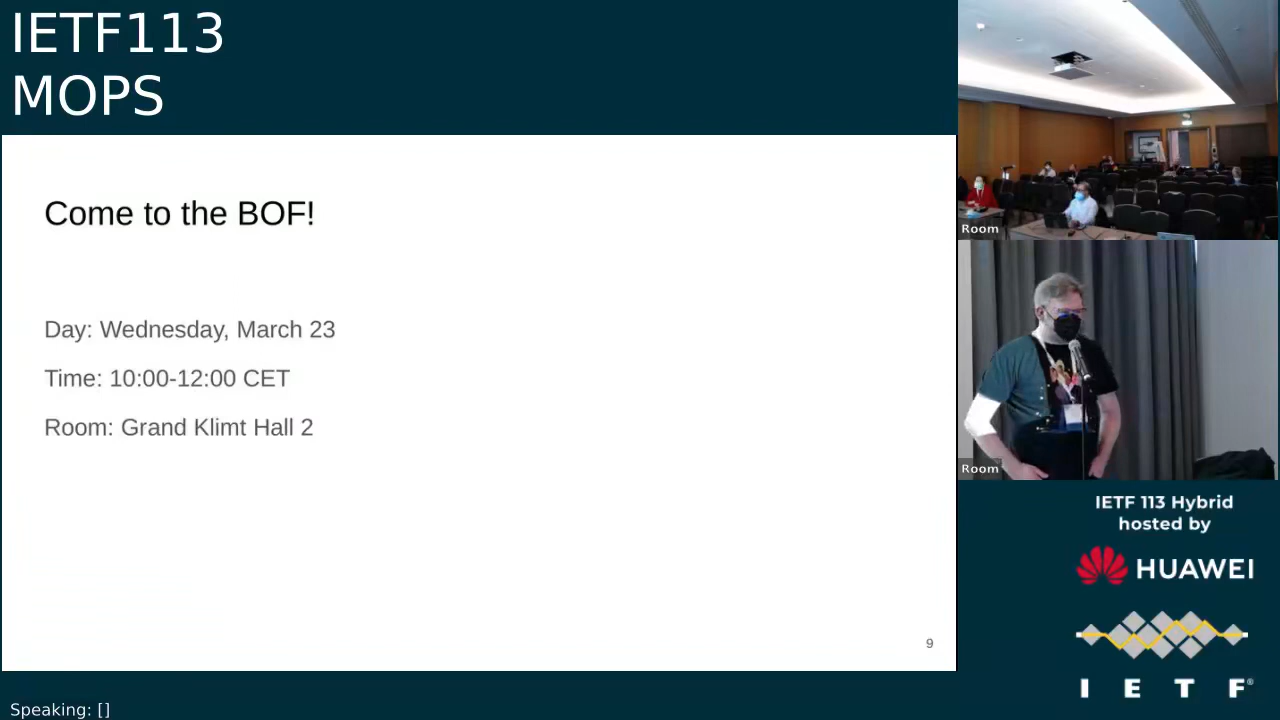 IETF113
MOPS
Come to the BOF!
Day: Wednesday, March 23
Time: 10:00-12:00 CET
Room: Grand Klimt Hall 2
9
Speaking: []
Room
Room
IETF 113 Hybrid
hosted by
HUAWEI
I E T F®